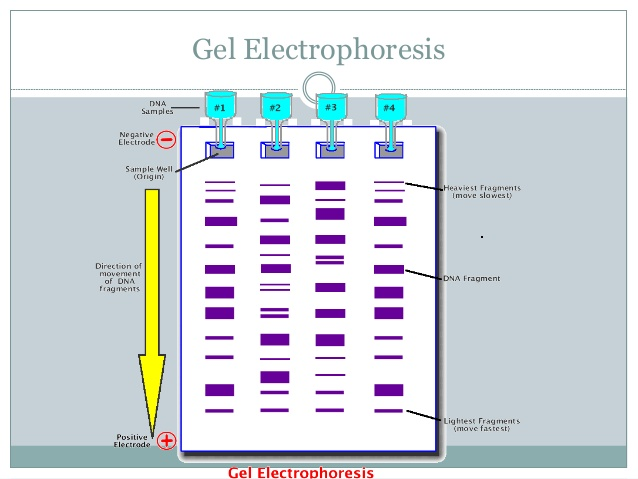 Gel Electrophoresis
DNA
Samples
#1
#2
#3
#4
Negative
Electrode
Sample Well
(Origin)
Heaviest Fragments
(move slowest)
Direction of
movement
of DNA
fragments
DNA Fragment
Lightest Fragments
(move fastest)
Positive
Electrode
Gel Electrophoresis